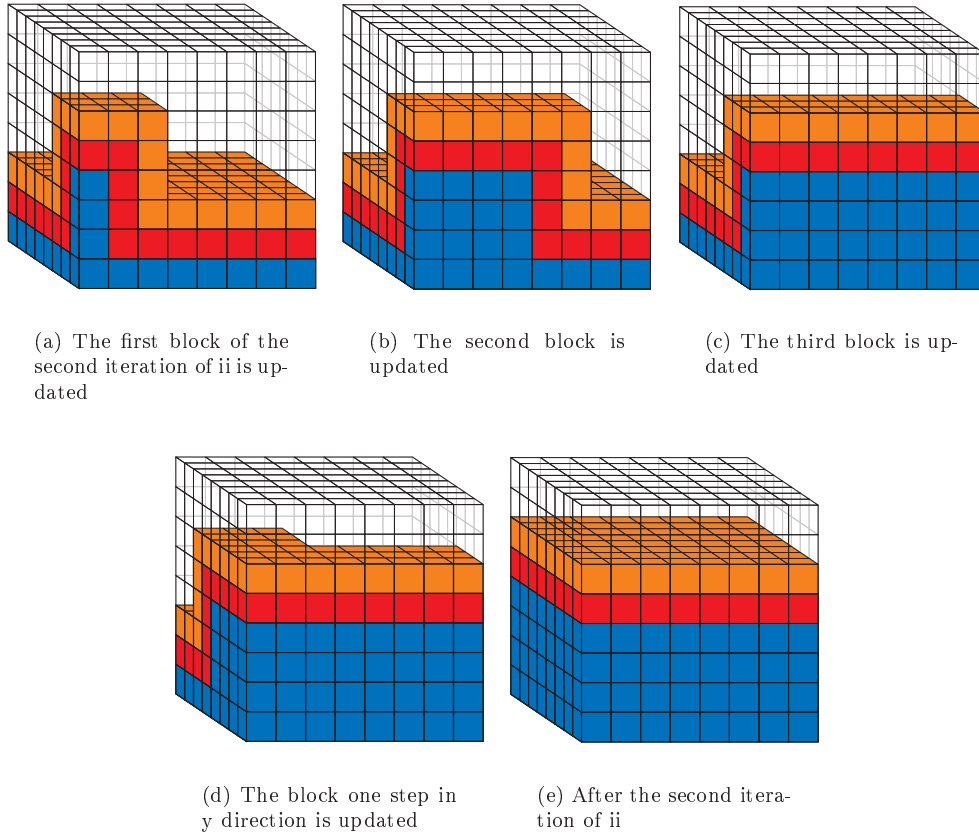 (a) The first block of the
second iteration of ii is up-
dated
(b) The second block is
updated
(c) The third block is up-
dated
(d) The block one step in
y direction is updated
(e) After the second itera-
tion of ii